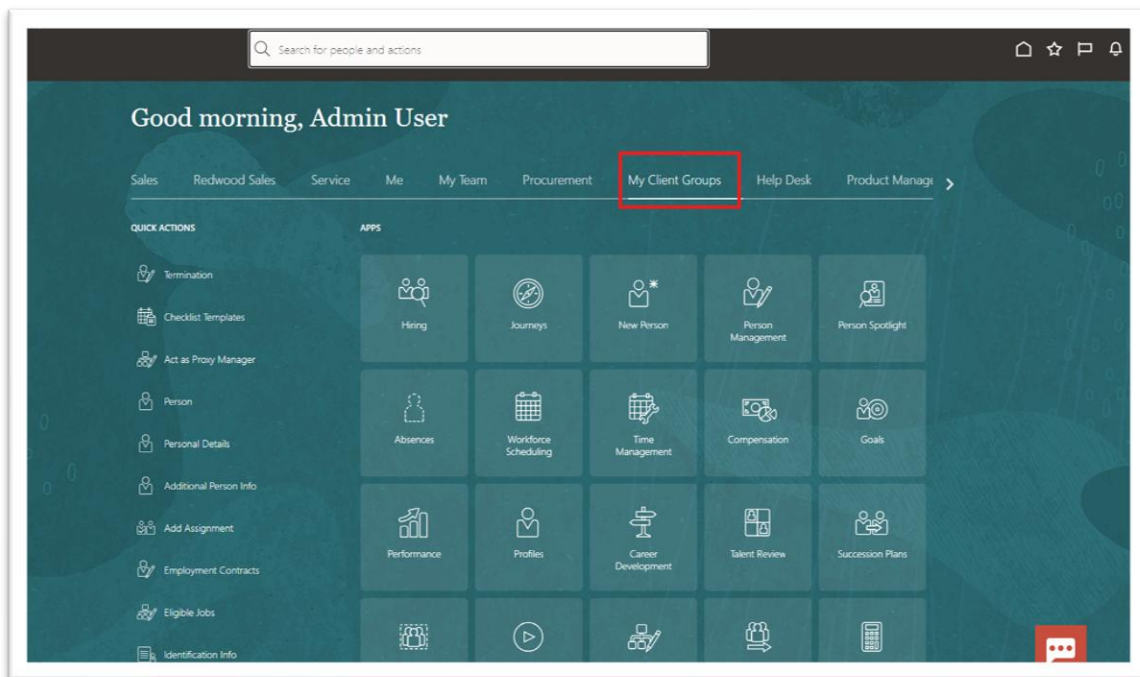 Search for people and actions
Good morning, Admin User
Sales Redwood Sales Service Me My Team Procurement My Client Groups Help Desk Product Manage
QUICK ACTIONS
APPS
Termination
Checklist Templates
Act as Proxy Manager
Person
Personal Details
Additional Person Info
Add Assignment
Employment Contracts
Eligible Jobs
Identification Info
Hiring
Journeys
New Person
Person
Management
Person Spotlight
Absences
Workforce
Scheduling
Time
Management
Compensation
Goals
Performance
Profiles
Career
Development
Talent Review
Succession Plans